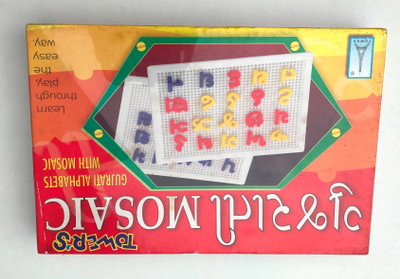 TOWER'S
ગુજરાતી MOSAIC
GUJRATI ALPHABETS
WITH MOSAIC
Learn
through
play,
the
easy
way.